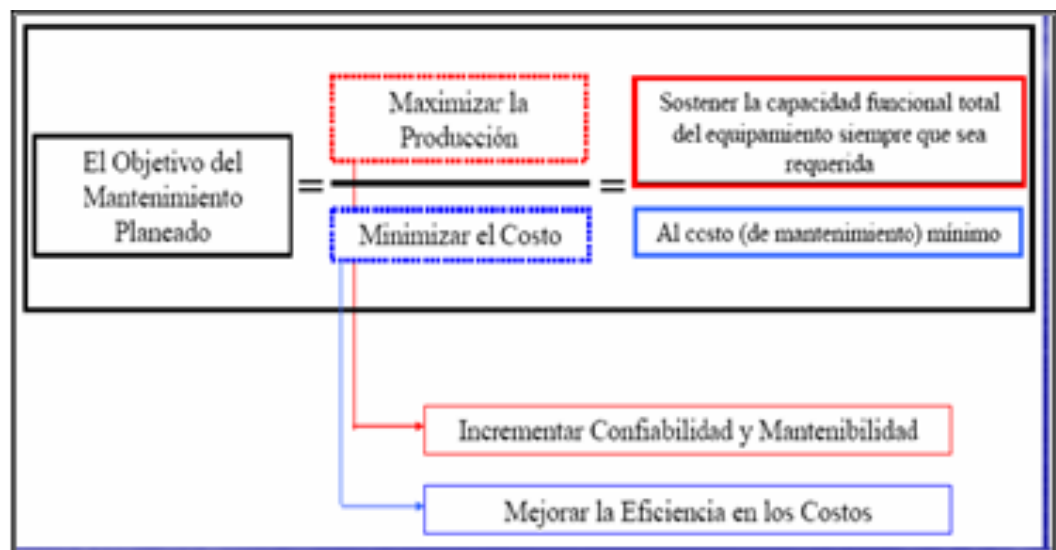 El Objetivo del
Mantenimiento
Planeado
=
Maximizar la
Producción
Minimizar el Costo
=
Sostener la capacidad funcional total
del equipamiento siempre que sea
requerida
Al costo (de mantenimiento) mínimo
Incrementar Confiabilidad y Mantenibilidad
Mejorar la Eficiencia en los Costos